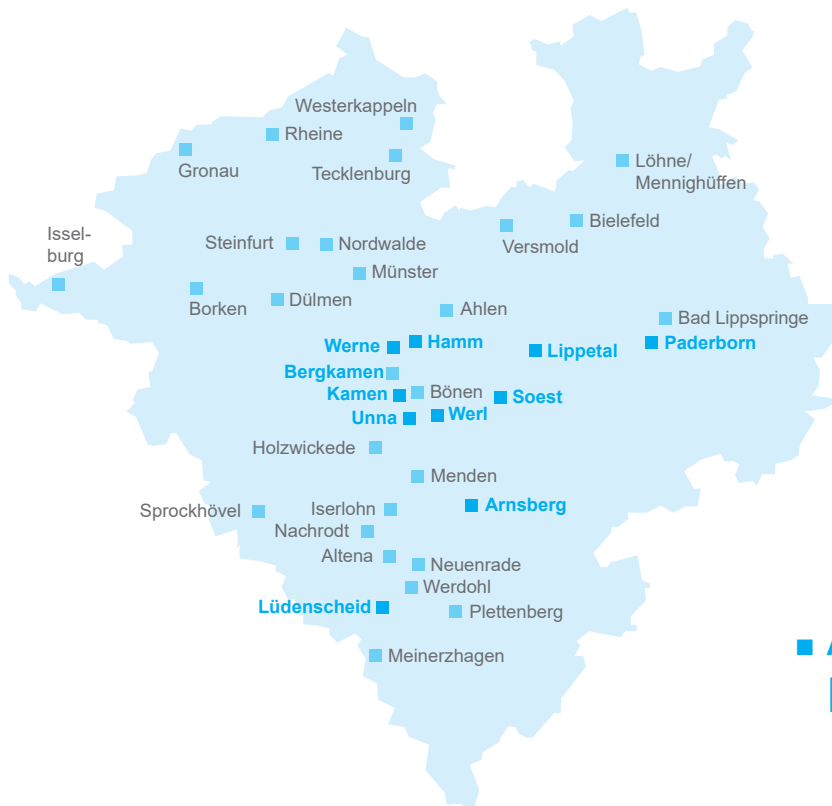 Westerkappeln
Rheine
Gronau
Tecklenburg
Löhne/
Mennighüffen
Issel-
burg
Steinfurt
Nordwalde
Versmold
Bielefeld
Münster
Borken
Dülmen
Ahlen
Bad Lippspringe
Werne
Hamm
Lippetal
Paderborn
Bergkamen
Kamen
Bönen
Soest
Unna
Werl
Holzwickede
Menden
Sprockhövel
Iserlohn
Arnsberg
Nachrodt
Altena
Neuenrade
Werdohl
Lüdenscheid
Plettenberg
Meinerzhagen